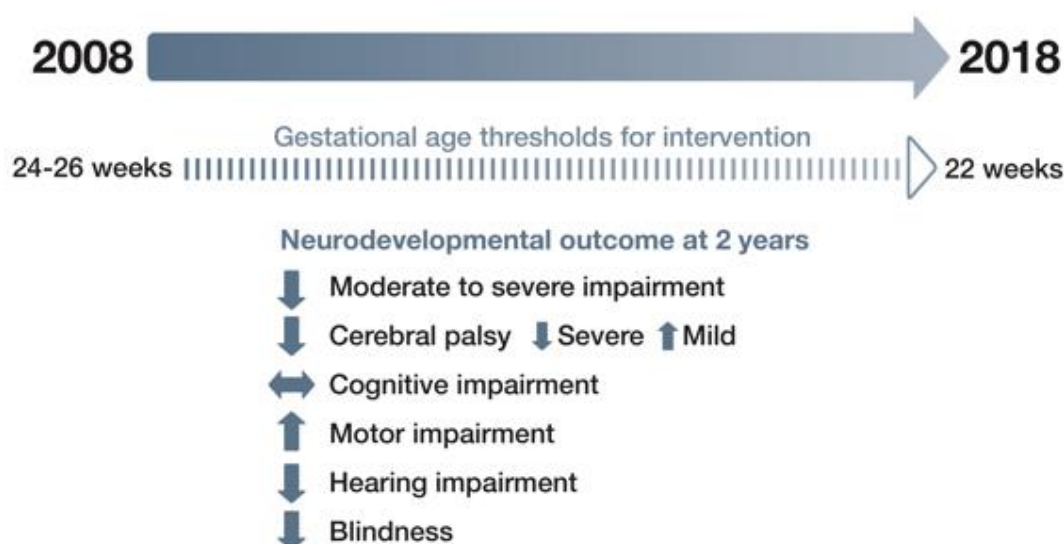 2008 2018
Gestational age thresholds for intervention
24-26 weeks 22 weeks
Neurodevelopmental outcome at 2 years
Moderate to severe impairment
Cerebral palsy Severe Mild
Cognitive impairment
Motor impairment
Hearing impairment
Blindness